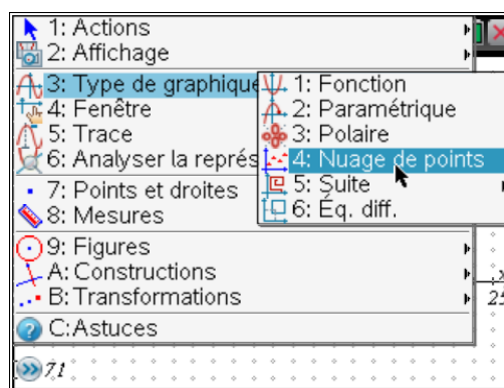 1: Actions
2: Affichage
3: Type de graphique
1: Fonction
2: Paramétrique
3: Polaire
4: Nuage de points
5: Suite
6: Éq. diff.
4: Fenêtre
5: Trace
6: Analyser la représ
7: Points et droites
8: Mesures
9: Figures
A: Constructions
B: Transformations
C:Astuces
x
25
71